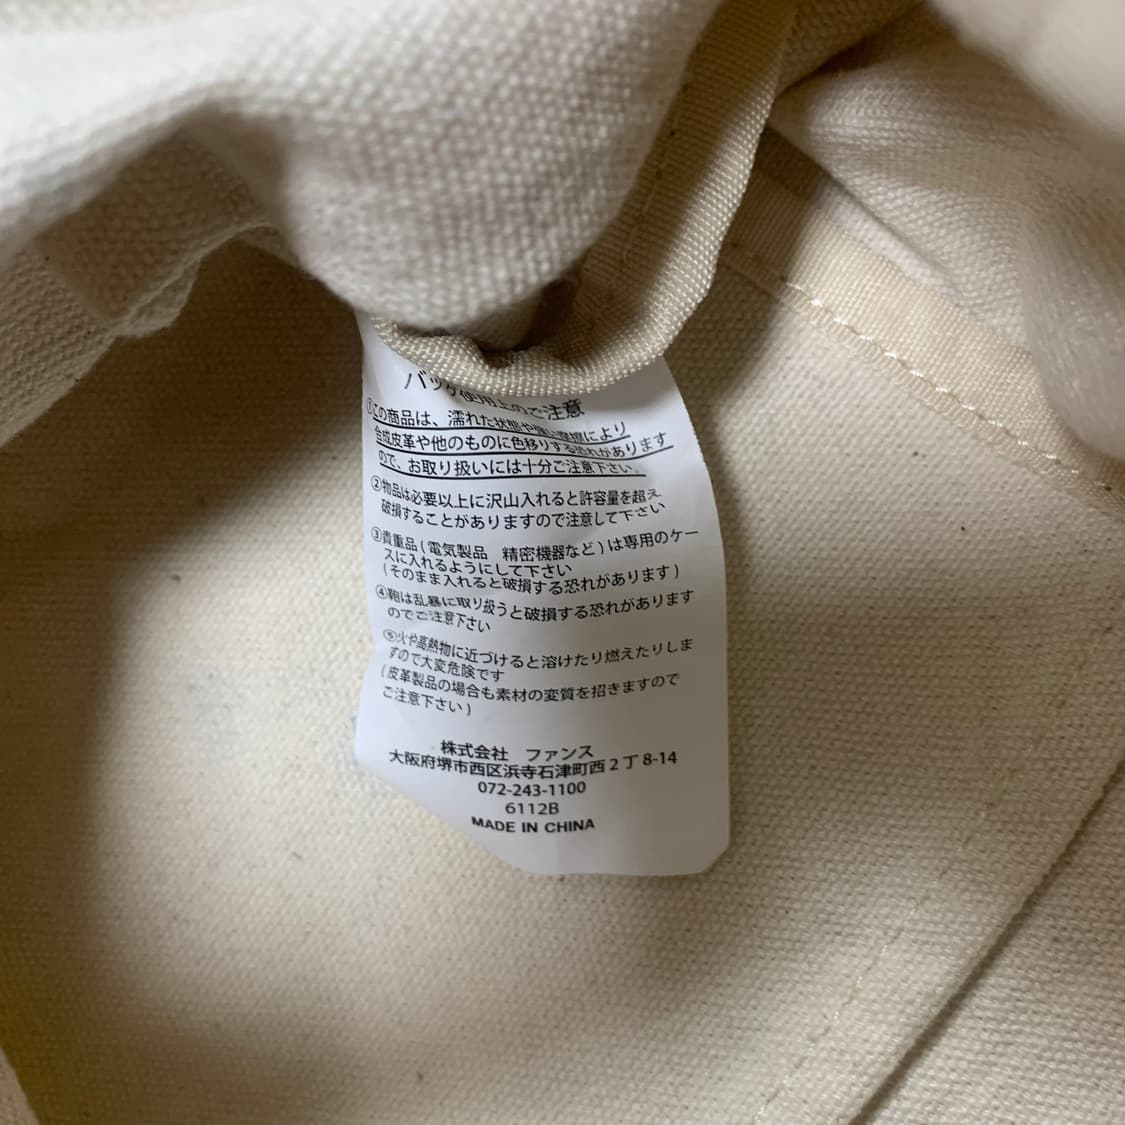 バッグ使用上のご注意
①この商品は、濡れた状態や強い摩擦により
合成皮革や他のものに色移りする恐れがあります
ので、お取り扱いには十分ご注意下さい。
②物品は必要以上に沢山入れると許容量を超え
破損することがありますので注意して下さい
③貴重品(電気製品 精密機器など)は専用のケー
スに入れるようにして下さい
(そのまま入れると破損する恐れがあります)
④鞄は乱暴に取り扱うと破損する恐れがあります
のでご注意下さい
⑤火や高熱物に近づけると溶けたり燃えたりしま
すので大変危険です
(皮革製品の場合も素材の変質を招きますので
ご注意下さい)
株式会社 ファンス
大阪府堺市西区浜寺石津町西2丁8-14
072-243-1100
6112B
MADE IN CHINA